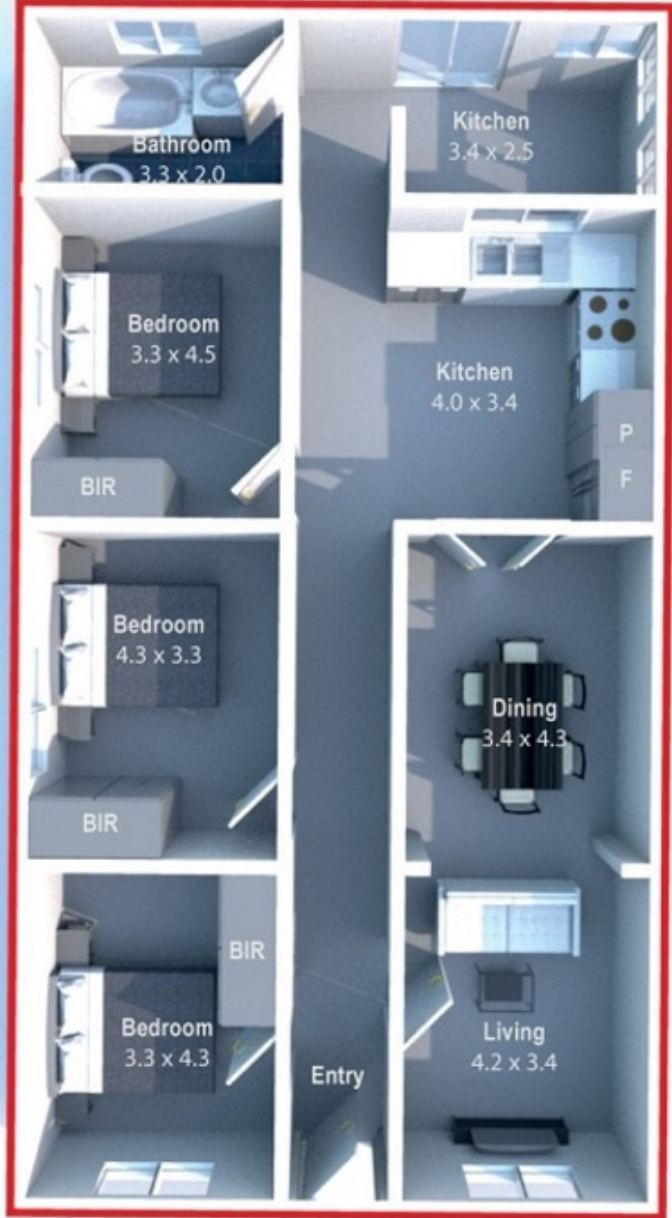 Bathroom
3.3 x 2.0
Kitchen
3.4 x 2.5
Bedroom
3.3 x 4.5
BIR
Kitchen
4.0 x 3.4
P
F
Bedroom
4.3 x 3.3
BIR
Dining
3.4 x 4.3
BIR
Bedroom
3.3 x 4.3
Entry
Living
4.2 x 3.4